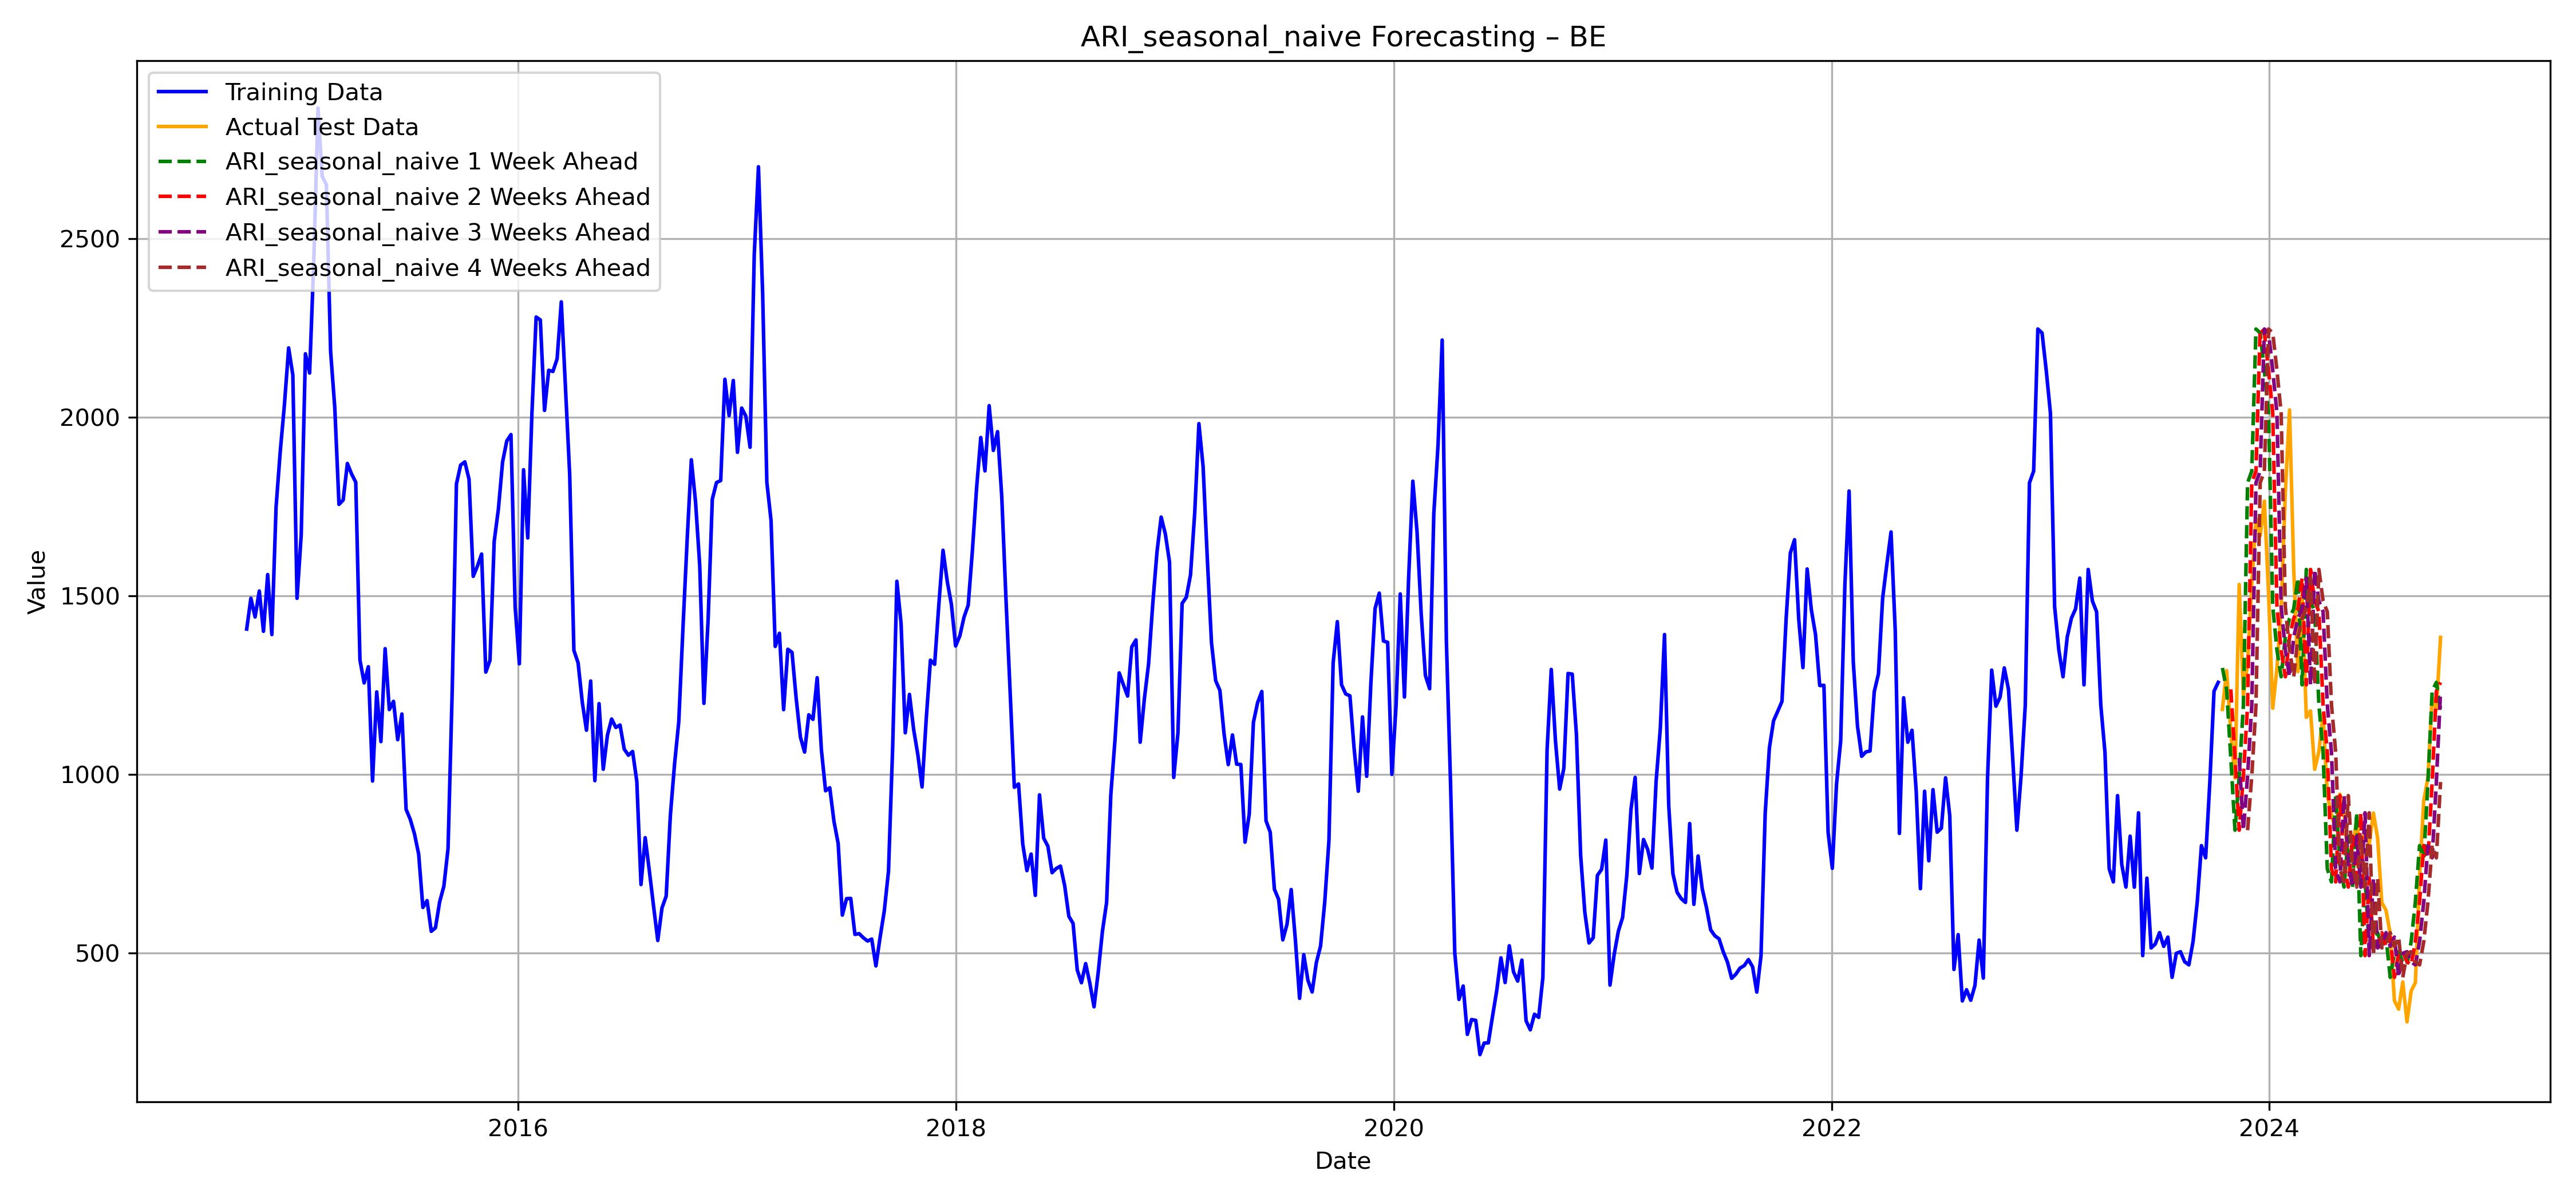 ARI_seasonal_naive Forecasting – BE
Training Data
Actual Test Data
ARI_seasonal_naive 1 Week Ahead
ARI_seasonal_naive 2 Weeks Ahead
ARI_seasonal_naive 3 Weeks Ahead
ARI_seasonal_naive 4 Weeks Ahead
Value
2500
2000
1500
1000
500
2016
2018
2020
2022
2024
Date